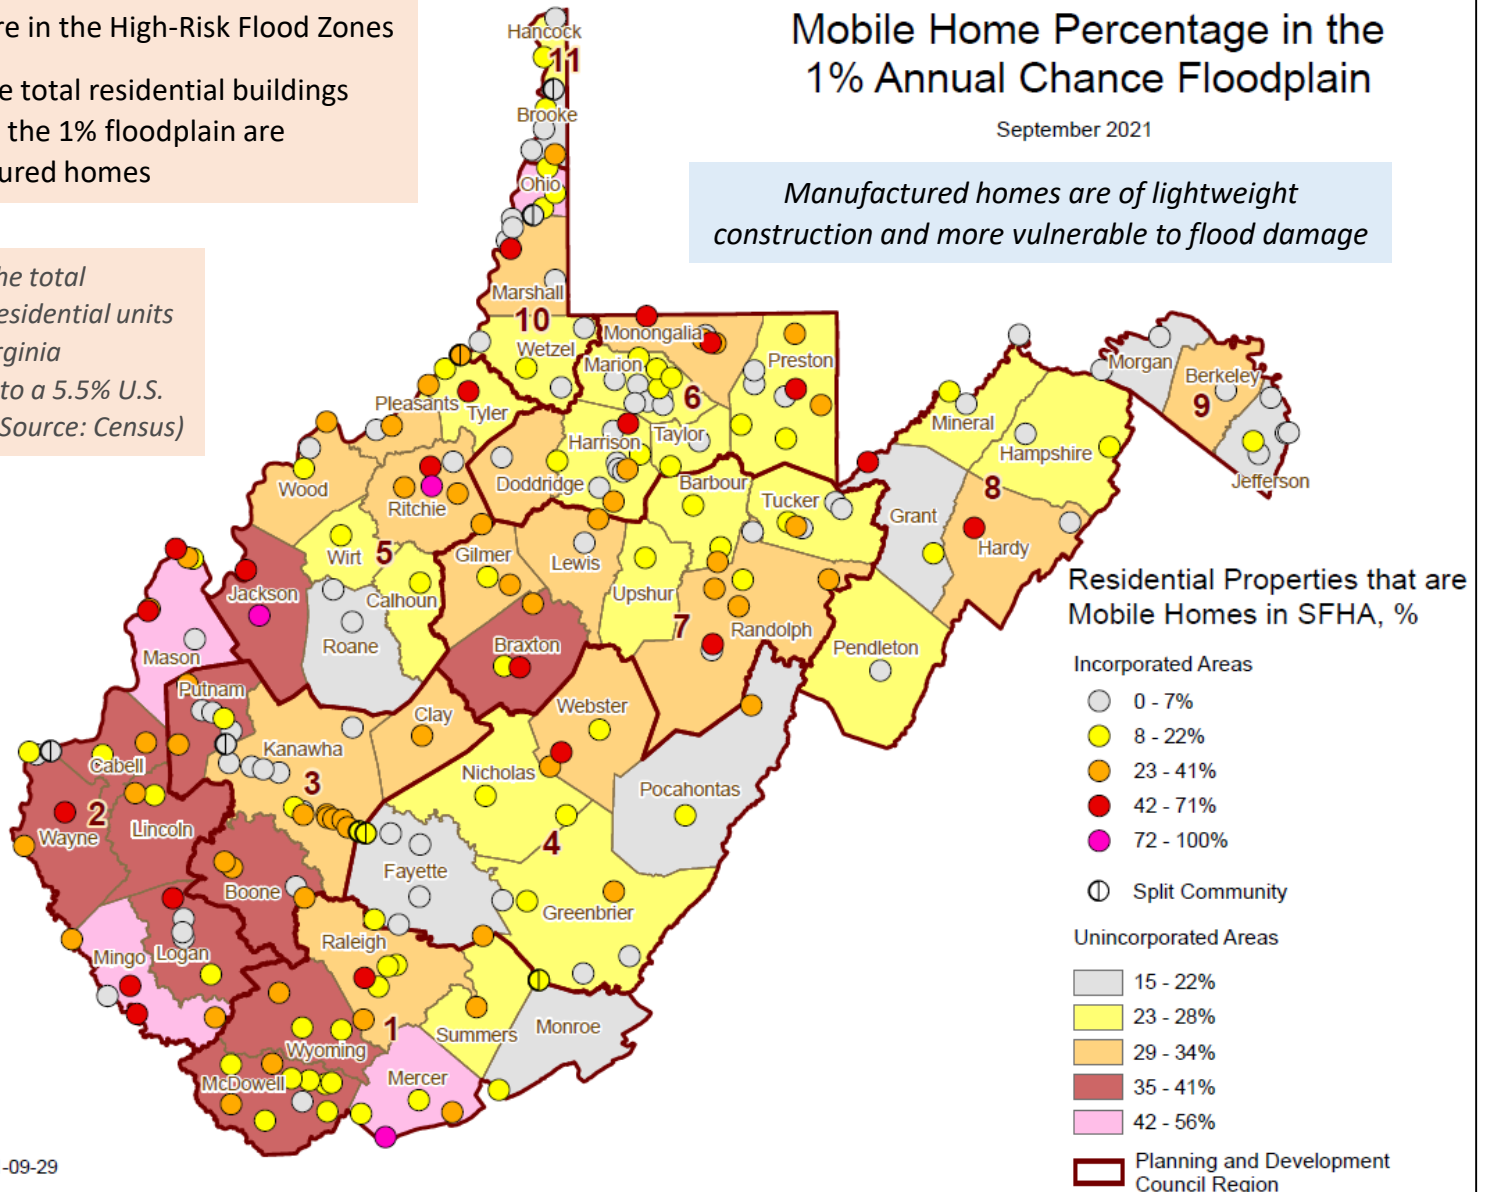 re in the High-Risk Flood Zones
e total residential buildings
the 1% floodplain are
ured homes
he total
esidential units
rginia
to a 5.5% U.S.
Source: Census)
Mobile Home Percentage in the
1% Annual Chance Floodplain
September 2021
Manufactured homes are of lightweight
construction and more vulnerable to flood damage
Hancock
11
Brooke
Ohio
Marshall
10
Wetzel
Monongalia
Marion
Preston
6
Pleasants
Tyler
Harrison
Taylor
Wood
Ritchie
Doddridge
Barbour
Tucker
Wirt
5
Gilmer
Lewis
Upshur
Jackson
Calhoun
Roane
Braxton
7
Randolph
Mason
Putnam
Clay
Webster
Kanawha
3
Nicholas
Pocahontas
Cabell
2
Wayne
Lincoln
4
Fayette
Boone
Greenbrier
Raleigh
Mingo
Logan
1
Summers
Monroe
Wyoming
McDowell
Mercer
Morgan
Berkeley
9
Jefferson
Mineral
Hampshire
8
Grant
Hardy
Pendleton
Residential Properties that are
Mobile Homes in SFHA, %
Incorporated Areas
0 - 7%
8 - 22%
23 - 41%
42 - 71%
72 - 100%
Split Community
Unincorporated Areas
15 - 22%
23 - 28%
29 - 34%
35 - 41%
42 - 56%
Planning and Development
Council Region
-09-29